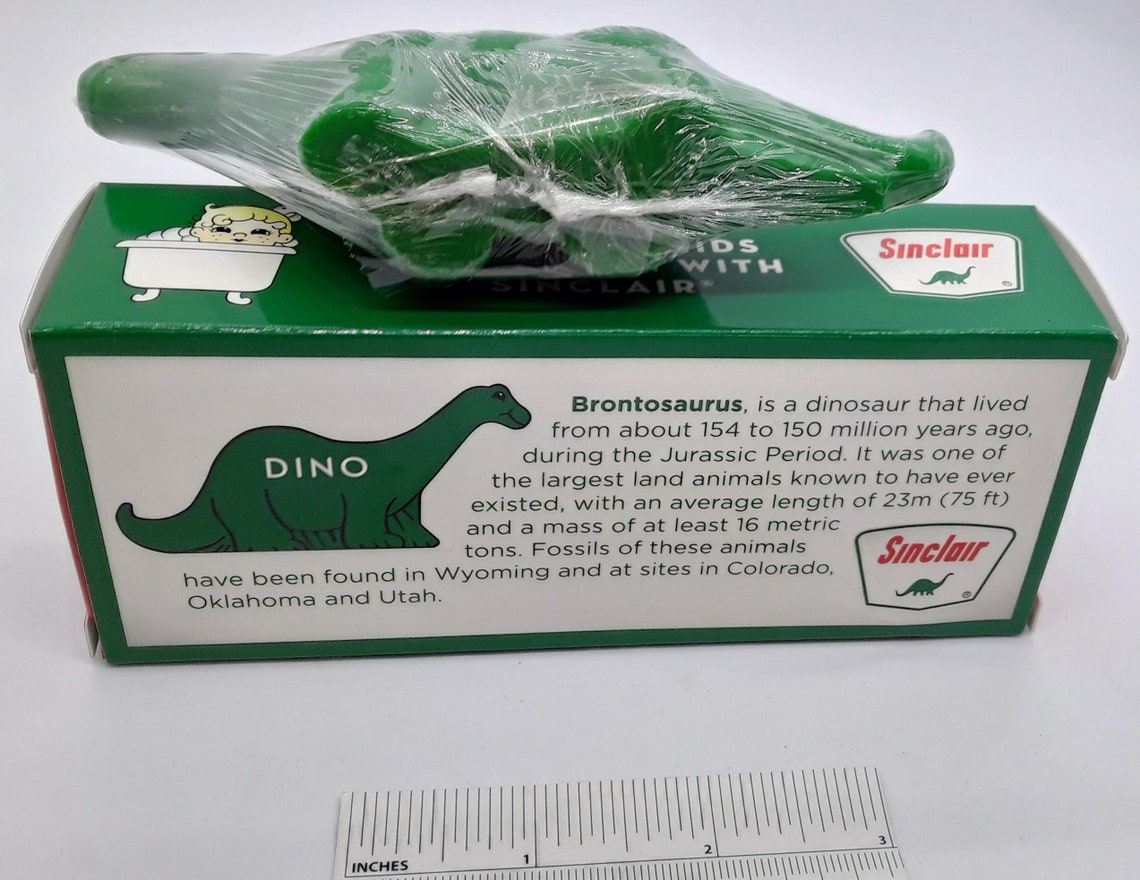 IDS
WITH
SINCLAIR®
Sinclair
®
DINO
Brontosaurus, is a dinosaur that lived
from about 154 to 150 million years ago,
during the Jurassic Period. It was one of
the largest land animals known to have ever
existed, with an average length of 23m (75 ft)
and a mass of at least 16 metric
tons. Fossils of these animals
have been found in Wyoming and at sites in Colorado,
Oklahoma and Utah.
Sinclair
®
INCHES 1 2 3